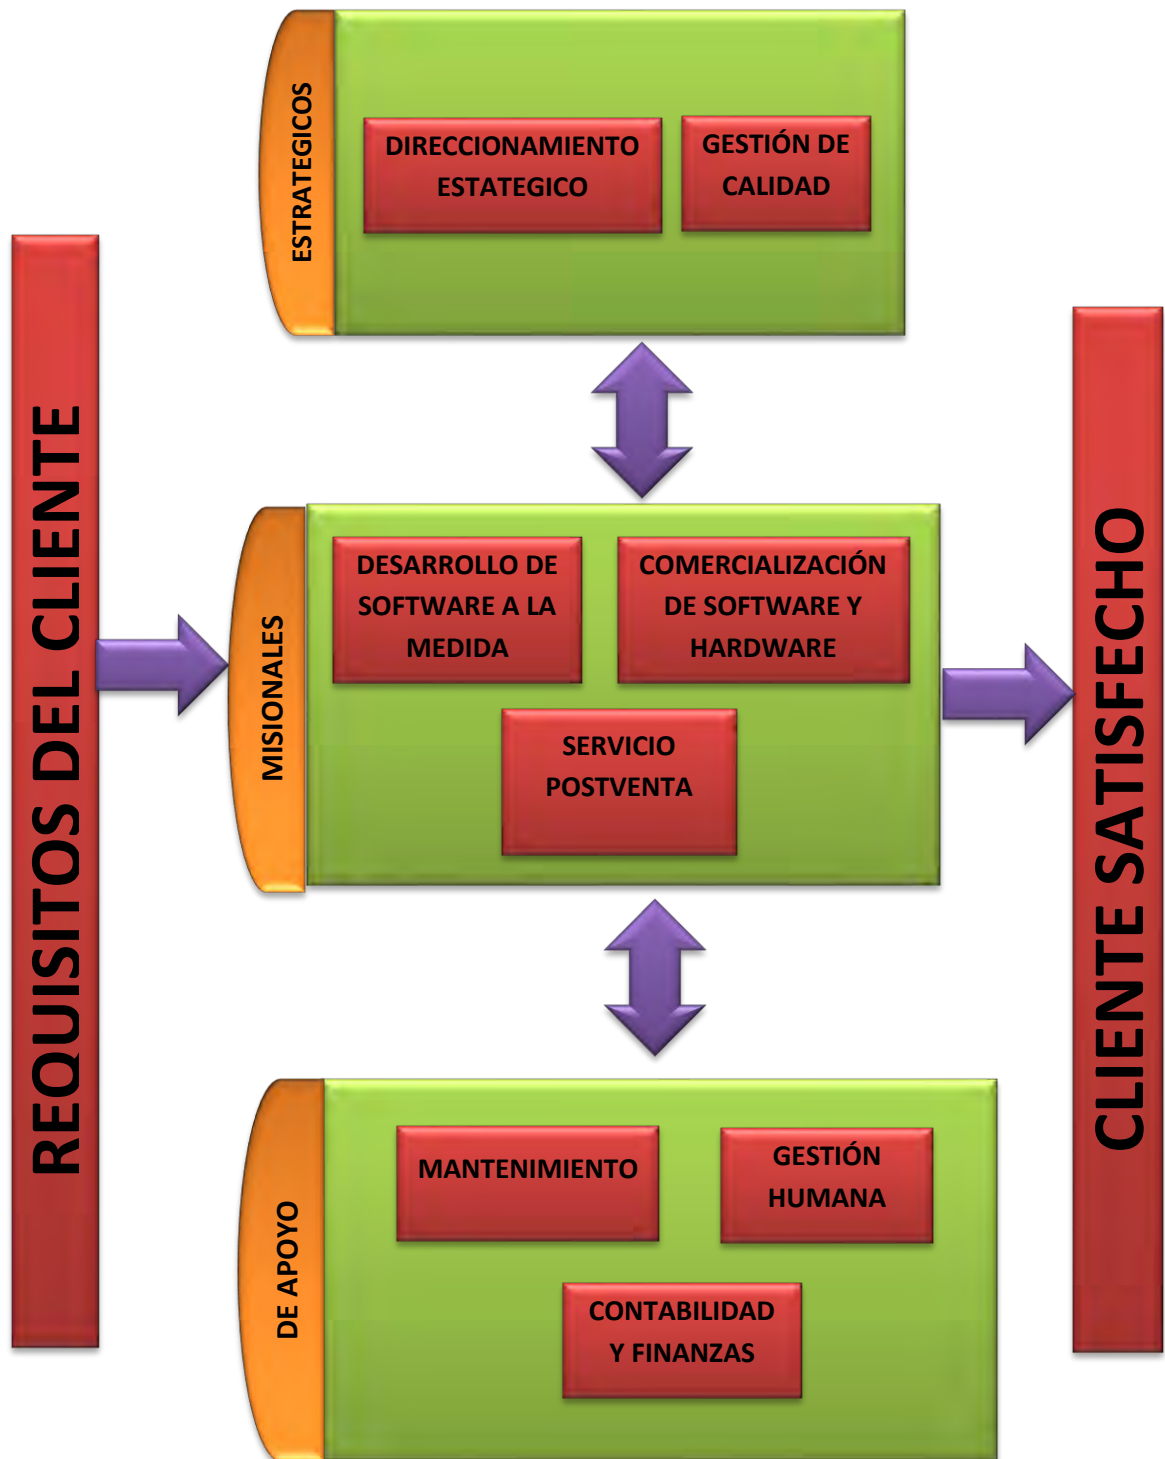 ESTRATEGICOS
DIRECCIONAMIENTO
ESTATEGICO
GESTIÓN DE
CALIDAD
REQUISITOS DEL CLIENTE
MISIONALES
DESARROLLO DE
SOFTWARE A LA
MEDIDA
COMERCIALIZACIÓN
DE SOFTWARE Y
HARDWARE
SERVICIO
POSTVENTA
CLIENTE SATISFECHO
DE APOYO
MANTENIMIENTO
GESTIÓN
HUMANA
CONTABILIDAD
Y FINANZAS